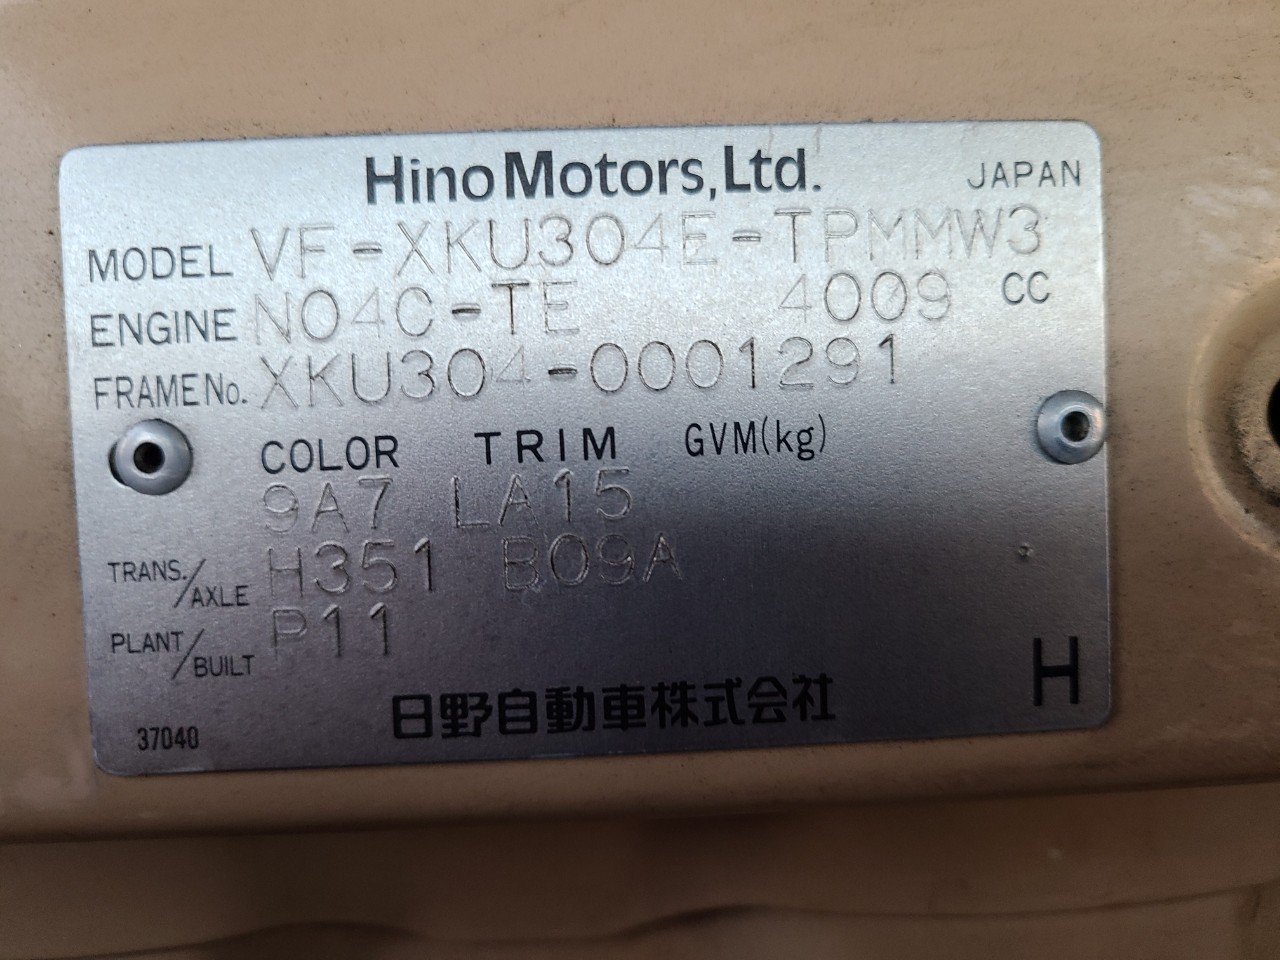 Hino Motors, Ltd. JAPAN
MODEL VF-XKU304E-TPMMW3
ENGINE N04C-TE 4009 CC
FRAME No. XKU304-0001291
COLOR TRIM GVM(kg)
9A7 LA15
TRANS./AXLE H351 B09A
PLANT/BUILT P11
H
日野自動車株式会社
37040